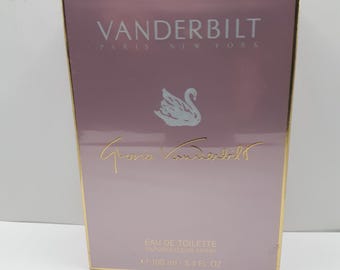 VANDERBILT
PARIS NEW YORK
Gloria Vanderbilt
EAU DE TOILETTE
100 ml 3.4 FL. OZ